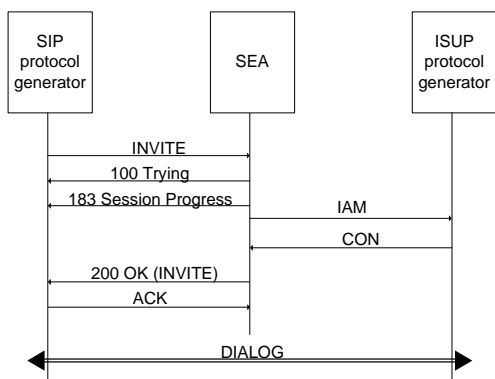 SIP
protocol
generator
SEA
ISUP
protocol
generator
INVITE
100 Trying
183 Session Progress
IAM
CON
200 OK (INVITE)
ACK
DIALOG